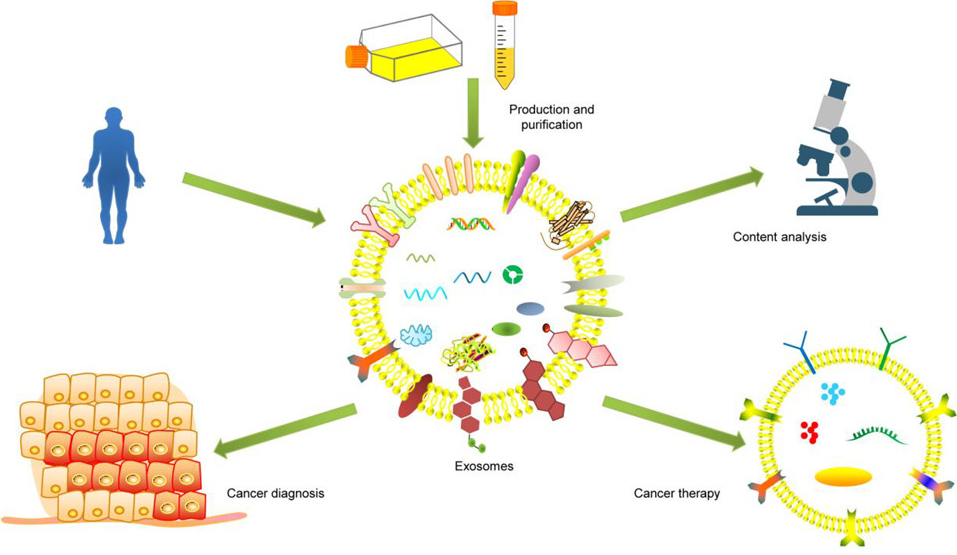 Production and
purification
Content analysis
Exosomes
Cancer diagnosis
Cancer therapy